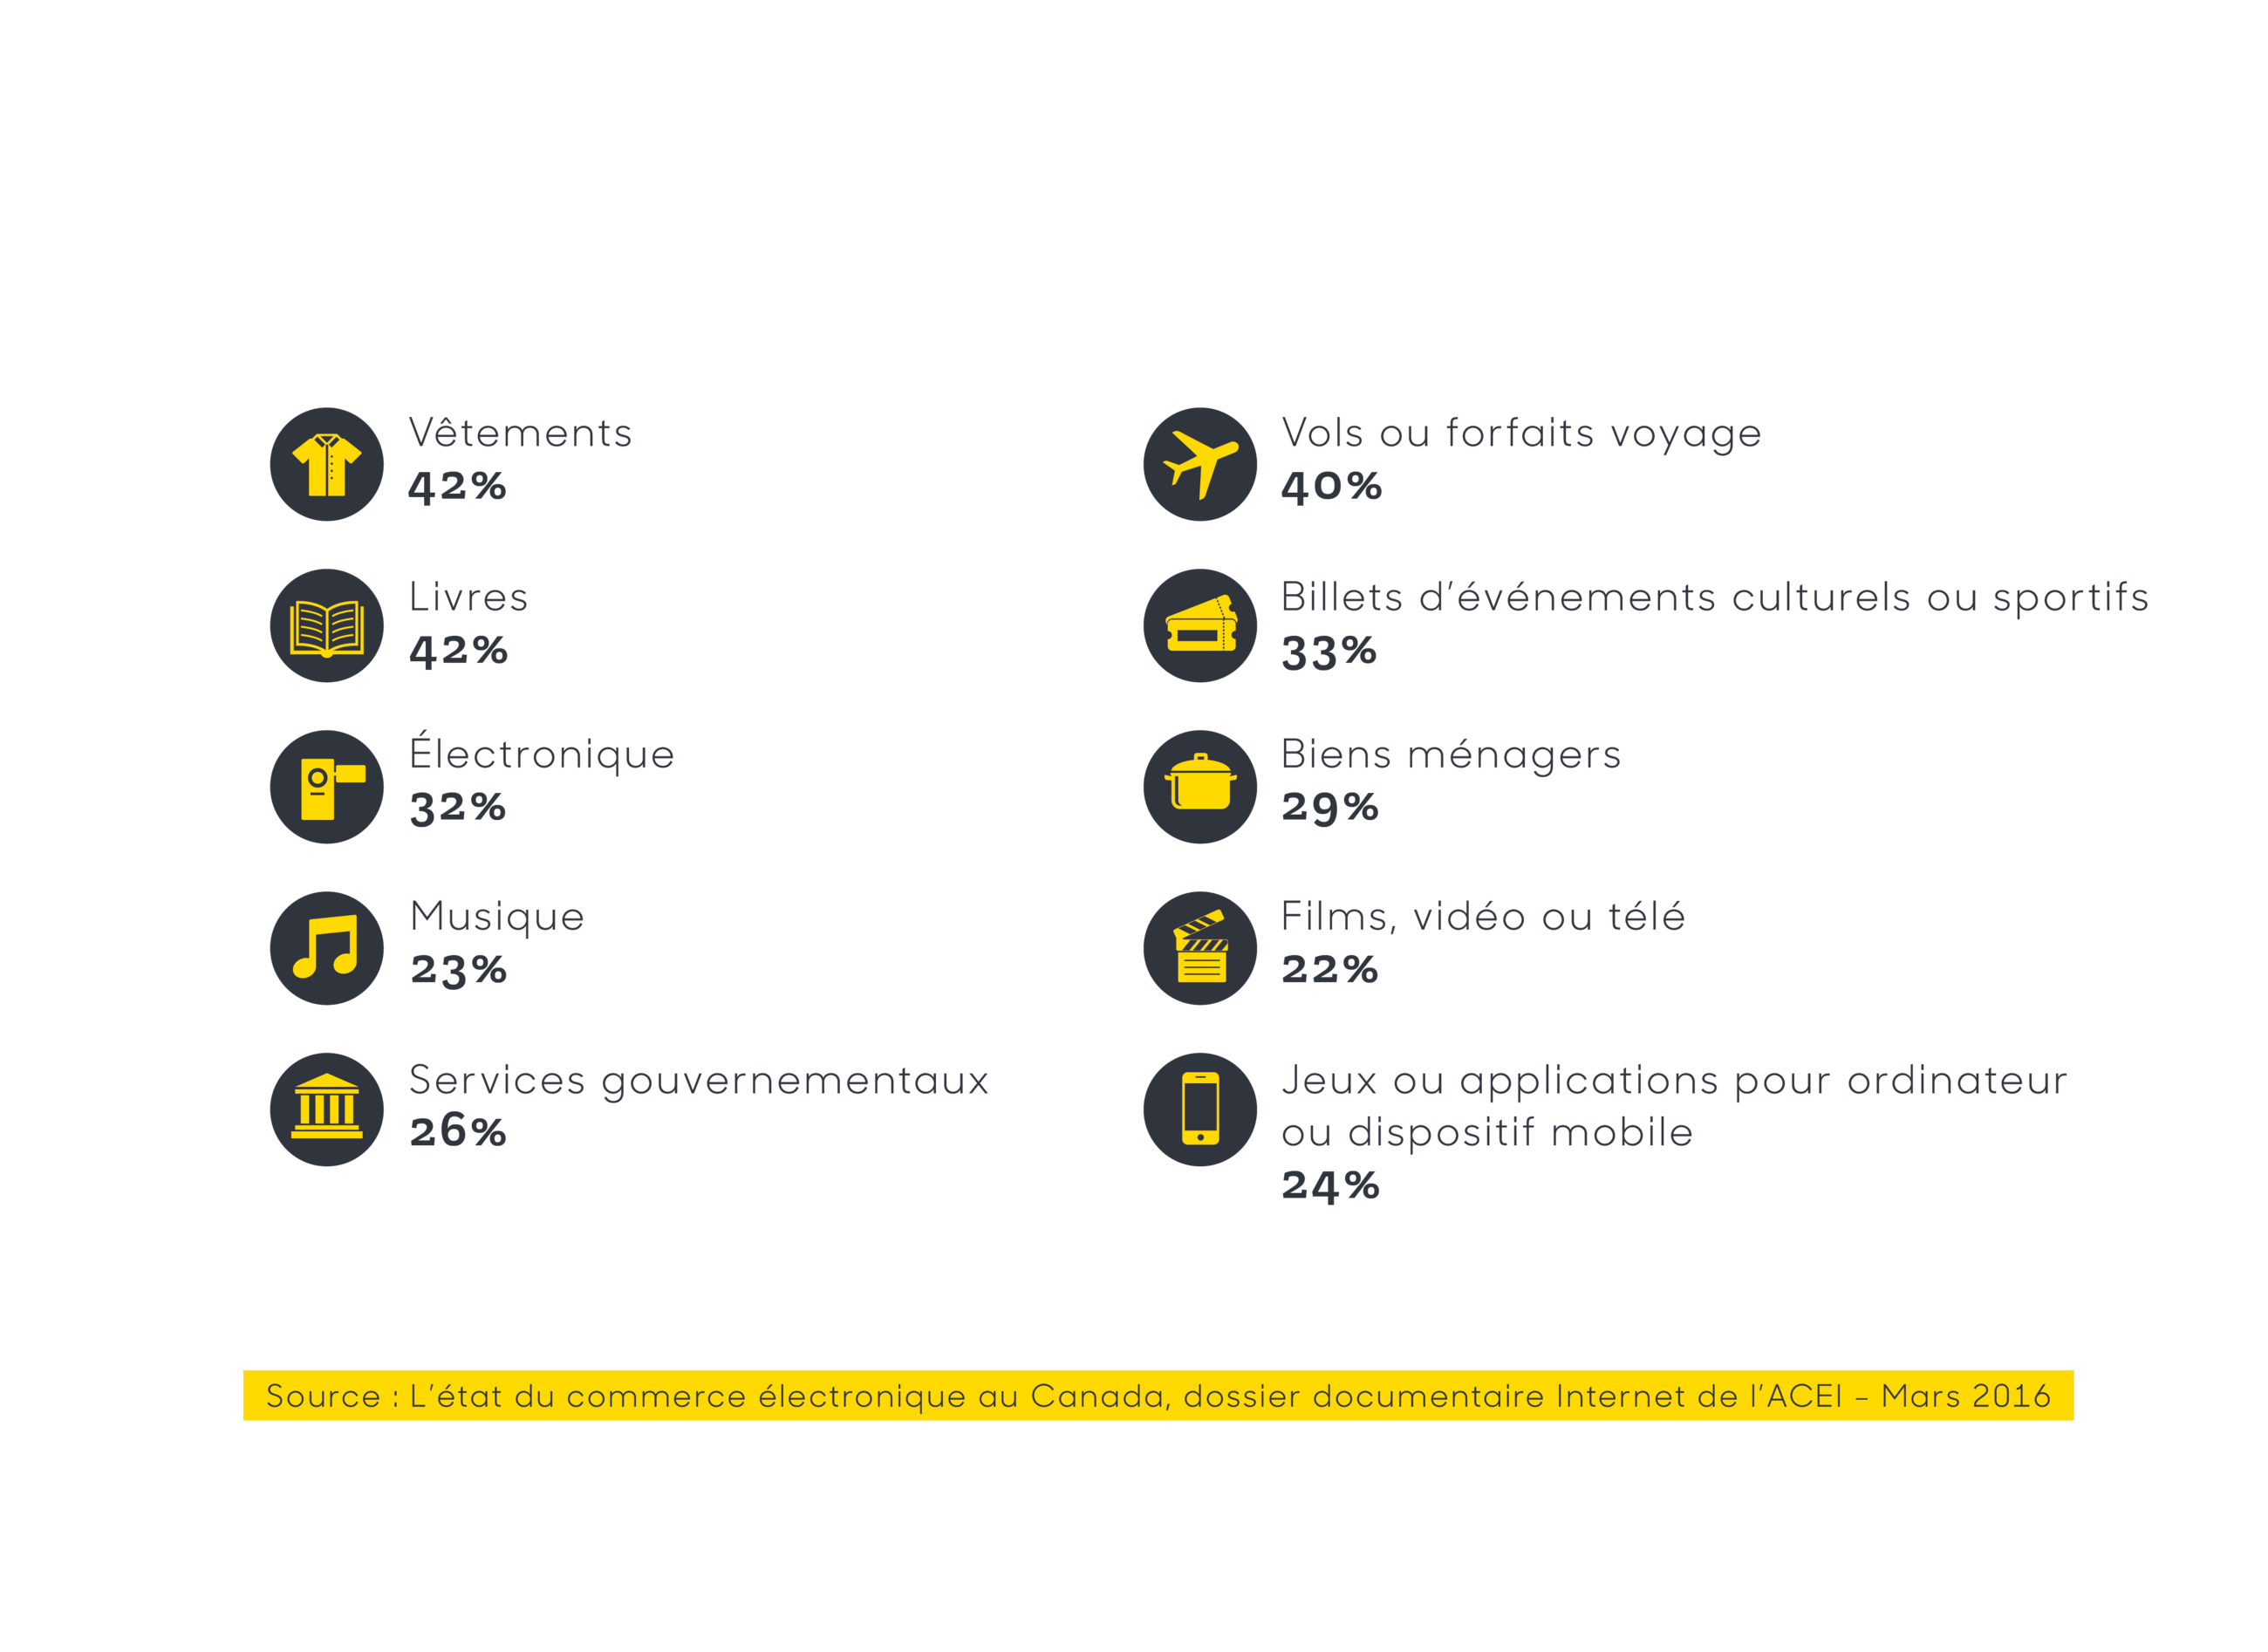 Vêtements
42%
Livres
42%
Électronique
32%
Musique
23%
Services gouvernementaux
26%
Vols ou forfaits voyage
40%
Billets d'événements culturels ou sportifs
33%
Biens ménagers
29%
Films, vidéo ou télé
22%
Jeux ou applications pour ordinateur
ou dispositif mobile
24%
Source : L'état du commerce électronique au Canada, dossier documentaire Internet de l'ACEI – Mars 2016